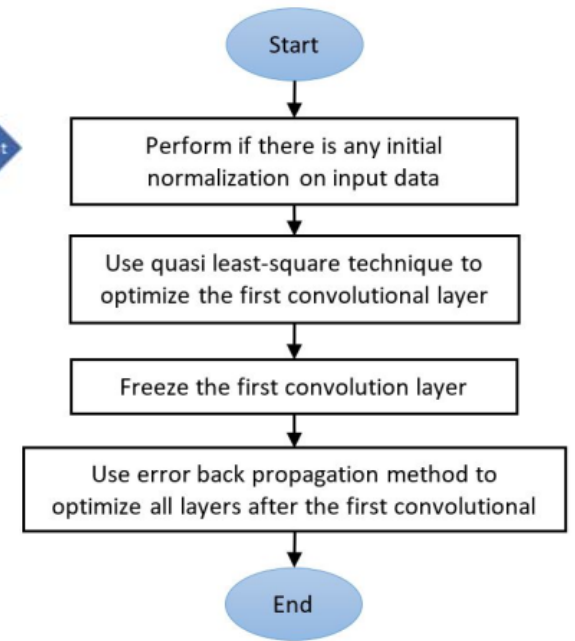 Start
Perform if there is any initial
normalization on input data
Use quasi least-square technique to
optimize the first convolutional layer
Freeze the first convolution layer
Use error back propagation method to
optimize all layers after the first convolutional
End